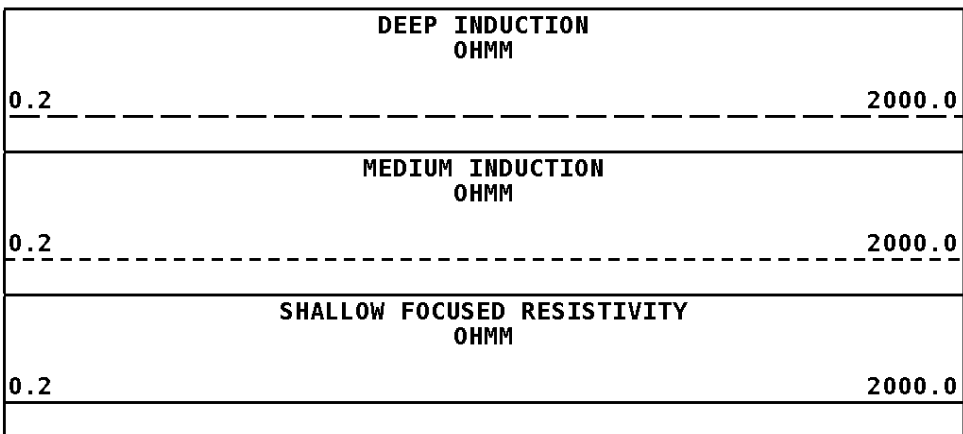 DEEP INDUCTION
OHMM
0.2 2000.0
MEDIUM INDUCTION
OHMM
0.2 2000.0
SHALLOW FOCUSED RESISTIVITY
OHMM
0.2 2000.0